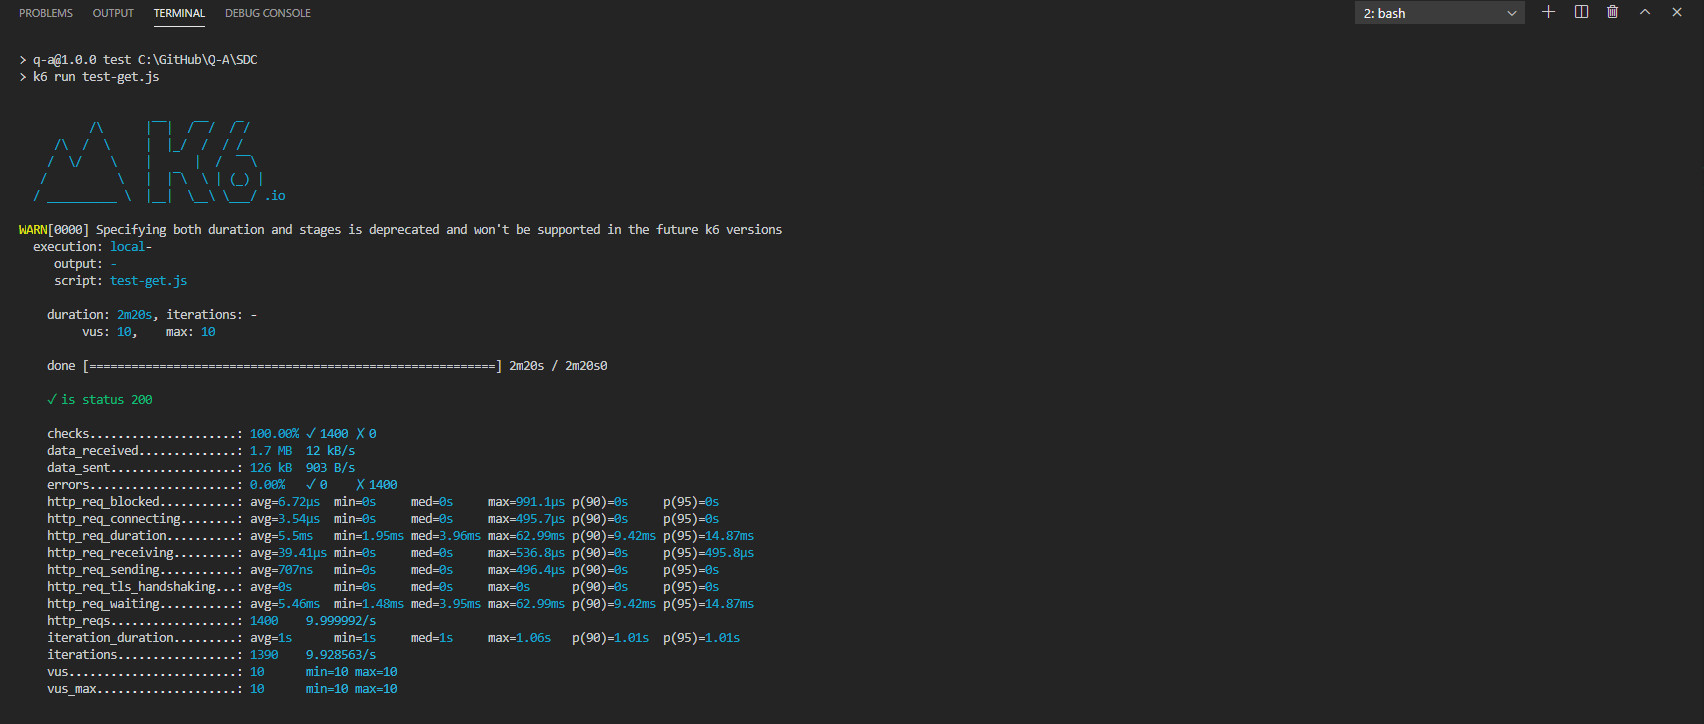 PROBLEMS OUTPUT TERMINAL DEBUG CONSOLE 2: bash
> q-a@1.0.0 test C:\GitHub\Q-A\SDC
> k6 run test-get.js
          /\      |‾‾|  /‾‾/  /‾/
     /\  /  \     |  |_/  /  / /
    /  \/    \    |      |  /  ‾‾\
   /          \   |  |‾\  \ | (_) |
  / __________ \  |__|  \__\ \___/ .io
WARN[0000] Specifying both duration and stages is deprecated and won't be supported in the future k6 versions
execution: local-
output: -
script: test-get.js
duration: 2m20s, iterations: -
vus: 10, max: 10
done [==========================================================] 2m20s / 2m20s0
✓ is status 200
checks.....................: 100.00% ✓ 1400 ✗ 0
data_received..............: 1.7 MB 12 kB/s
data_sent..................: 126 kB 903 B/s
errors.....................: 0.00% ✓ 0 ✗ 1400
http_req_blocked...........: avg=6.72µs min=0s med=0s max=991.1µs p(90)=0s p(95)=0s
http_req_connecting........: avg=3.54µs min=0s med=0s max=495.7µs p(90)=0s p(95)=0s
http_req_duration..........: avg=5.5ms min=1.95ms med=3.96ms max=62.99ms p(90)=9.42ms p(95)=14.87ms
http_req_receiving.........: avg=39.41µs min=0s med=0s max=536.8µs p(90)=0s p(95)=495.8µs
http_req_sending...........: avg=707ns min=0s med=0s max=496.4µs p(90)=0s p(95)=0s
http_req_tls_handshaking...: avg=0s min=0s med=0s max=0s p(90)=0s p(95)=0s
http_req_waiting...........: avg=5.46ms min=1.48ms med=3.95ms max=62.99ms p(90)=9.42ms p(95)=14.87ms
http_reqs..................: 1400 9.999992/s
iteration_duration.........: avg=1s min=1s med=1s max=1.06s p(90)=1.01s p(95)=1.01s
iterations.................: 1390 9.928563/s
vus........................: 10 min=10 max=10
vus_max....................: 10 min=10 max=10